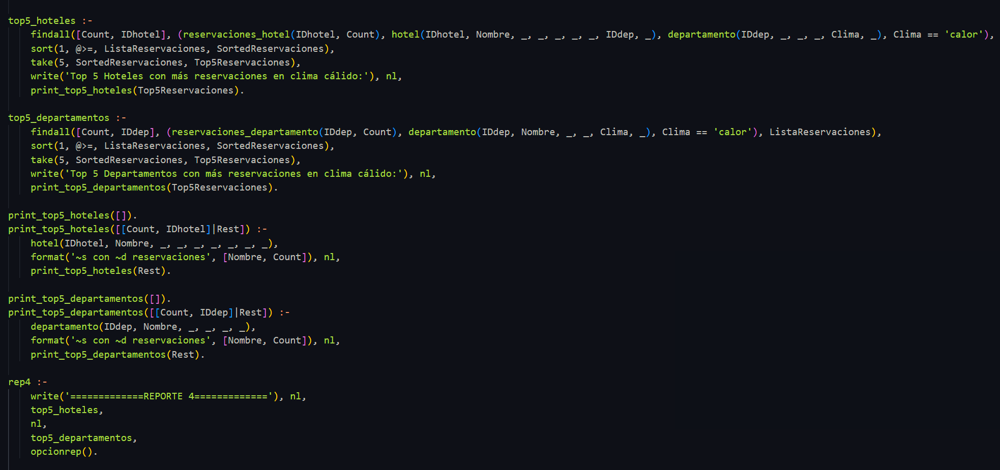 top5_hoteles :-
    findall([Count, IDhotel], (reservaciones_hotel(IDhotel, Count), hotel(IDhotel, Nombre, _, _, _, _, _, IDdep, _), departamento(IDdep, _, _, _, Clima, _), Clima == 'calor'),
    sort(1, @>=, ListaReservaciones, SortedReservaciones),
    take(5, SortedReservaciones, Top5Reservaciones),
    write('Top 5 Hoteles con más reservaciones en clima cálido:'), nl,
    print_top5_hoteles(Top5Reservaciones).

top5_departamentos :-
    findall([Count, IDdep], (reservaciones_departamento(IDdep, Count), departamento(IDdep, Nombre, _, _, Clima, _), Clima == 'calor'), ListaReservaciones),
    sort(1, @>=, ListaReservaciones, SortedReservaciones),
    take(5, SortedReservaciones, Top5Reservaciones),
    write('Top 5 Departamentos con más reservaciones en clima cálido:'), nl,
    print_top5_departamentos(Top5Reservaciones).

print_top5_hoteles([]).
print_top5_hoteles([[Count, IDhotel]|Rest]) :-
    hotel(IDhotel, Nombre, _, _, _, _, _, _, _),
    format('~s con ~d reservaciones', [Nombre, Count]), nl,
    print_top5_hoteles(Rest).

print_top5_departamentos([]).
print_top5_departamentos([[Count, IDdep]|Rest]) :-
    departamento(IDdep, Nombre, _, _, _, _),
    format('~s con ~d reservaciones', [Nombre, Count]), nl,
    print_top5_departamentos(Rest).

rep4 :-
    write('=============REPORTE 4============='), nl,
    top5_hoteles,
    nl,
    top5_departamentos,
    opcionrep().